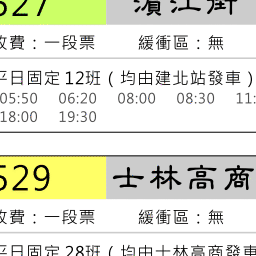 527 濱江街
收費：一段票 緩衝區：無
平日固定12班（均由建北站發車）
05:50 06:20 08:00 08:30 11:
18:00 19:30
529 士林高商
收費：一段票 緩衝區：無
平日固定28班（均由士林高商發車